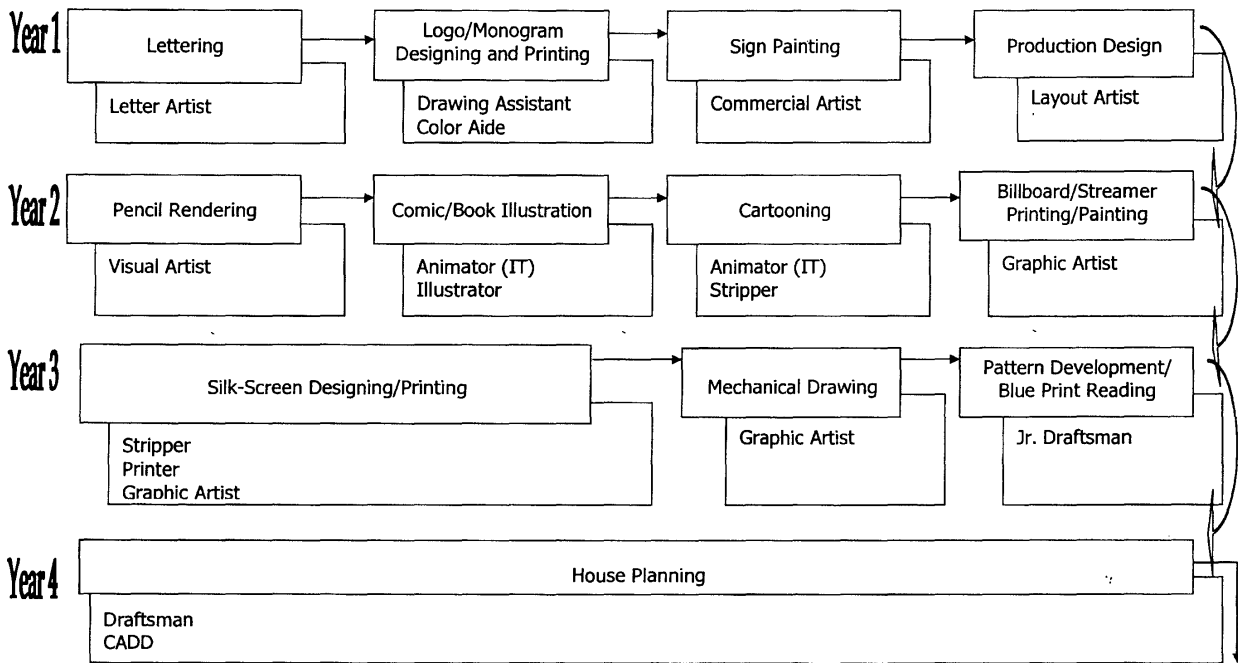 Year 1
Lettering
Letter Artist
Logo/Monogram
Designing and Printing
Drawing Assistant
Color Aide
Sign Painting
Commercial Artist
Production Design
Layout Artist
Year 2
Pencil Rendering
Visual Artist
Comic/Book Illustration
Animator (IT)
Illustrator
Cartooning
Animator (IT)
Stripper
Billboard/Streamer
Printing/Painting
Graphic Artist
Year 3
Silk-Screen Designing/Printing
Stripper
Printer
Graphic Artist
Mechanical Drawing
Graphic Artist
Pattern Development/
Blue Print Reading
Jr. Draftsman
Year 4
House Planning
Draftsman
CADD